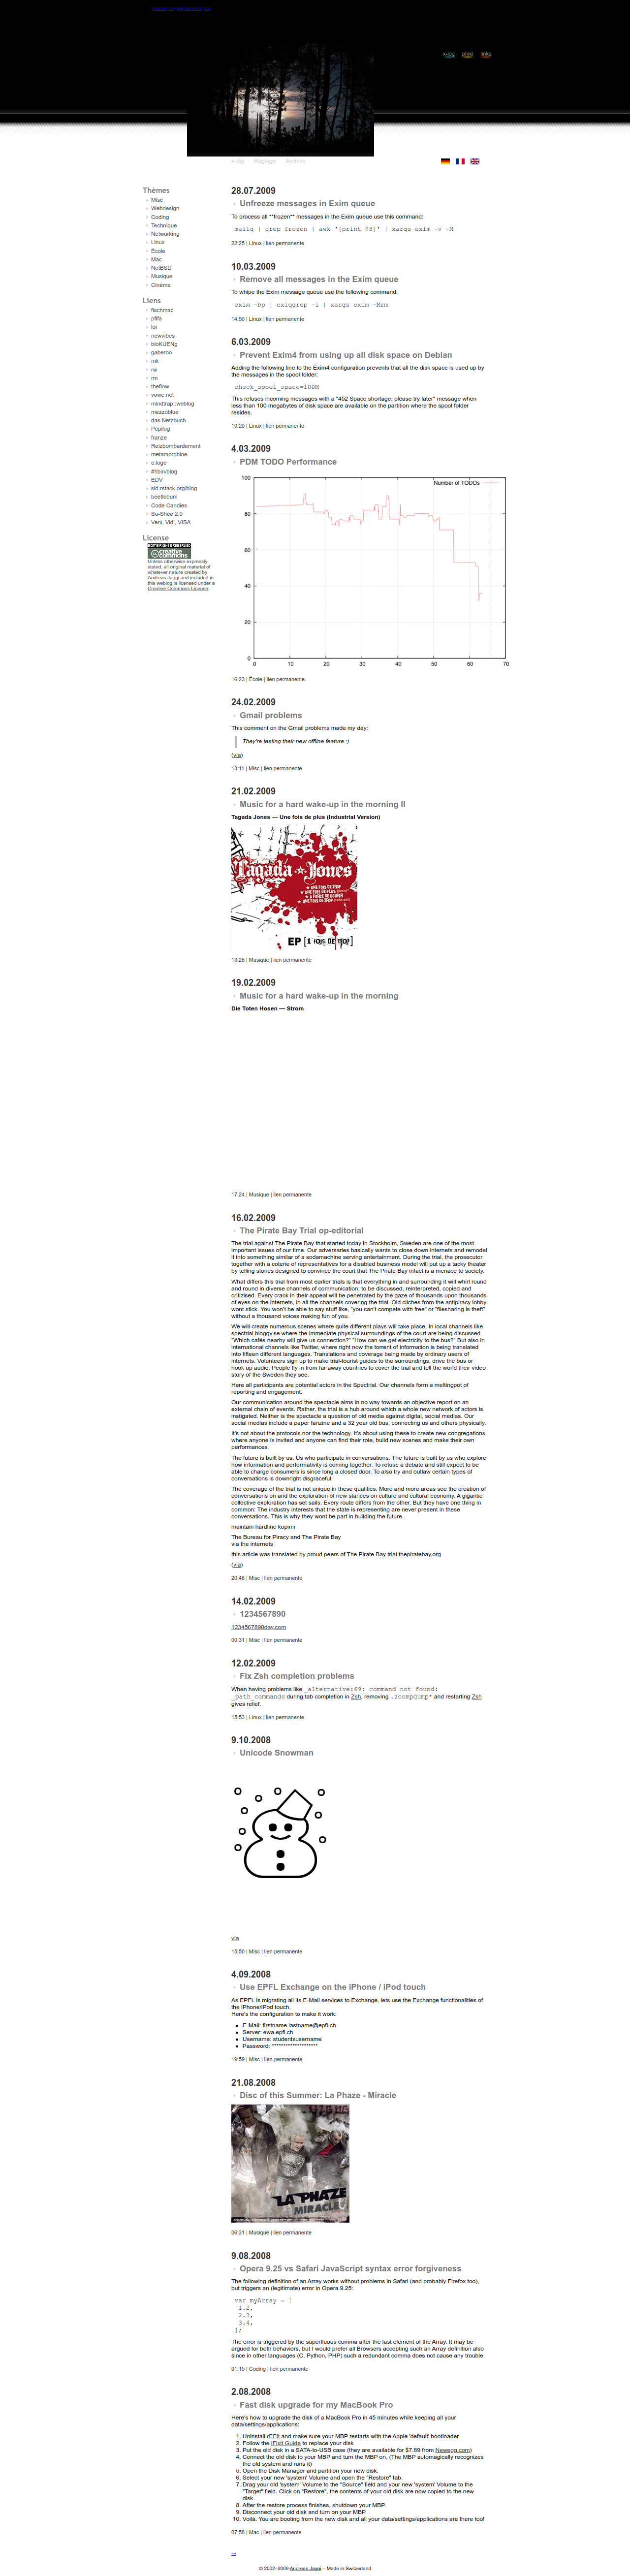 x-log
philki
links
x-log
Réglage
Archive
Thèmes
Misc
Webdesign
Coding
Technique
Networking
Linux
École
Mac
NetBSD
Musique
Cinéma
Liens
fischmac
pfifa
loi
newvibes
bloKUENg
gaberoo
mk
rw
rm
theflow
vowe.net
mindtrap::weblog
mezzoblue
das Netzbuch
Pepilog
franze
Reizbombardement
metamorphine
e.loge
#!/bin/blog
EDV
sid.rstack.org/blog
beetlebum
Code Candies
Su-Shee 2.0
Veni, Vidi, VISA
License
SOME RIGHTS RESERVED
creative commons
Unless otherwise expressly
stated, all original material of
whatever nature created by
Andreas Jaggi and included in
this weblog is licensed under a
Creative Commons License.
28.07.2009
Unfreeze messages in Exim queue
To process all **frozen** messages in the Exim queue use this command:
mailq | grep frozen | awk '{print $3}' | xargs exim -v -M
22:25 | Linux | lien permanente
10.03.2009
Remove all messages in the Exim queue
To whipe the Exim message queue use the following command:
exim -bp | exiqgrep -i | xargs exim -Mrm
14:50 | Linux | lien permanente
6.03.2009
Prevent Exim4 from using up all disk space on Debian
Adding the following line to the Exim4 configuration prevents that all the disk space is used up by
the messages in the spool folder:
check_spool_space=100M
This refuses incoming messages with a "452 Space shortage, please try later" message when
less than 100 megabytes of disk space are available on the partition where the spool folder
resides.
10:20 | Linux | lien permanente
4.03.2009
PDM TODO Performance
Number of TODOs
100
80
60
40
20
0
0 10 20 30 40 50 60 70
16:23 | École | lien permanente
24.02.2009
Gmail problems
This comment on the Gmail problems made my day:
They're testing their new offline feature :)
(via)
13:11 | Misc | lien permanente
21.02.2009
Music for a hard wake-up in the morning II
Tagada Jones — Une fois de plus (Industrial Version)
Tagada Jones
EP [1 FOIS DE TROP]
13:28 | Musique | lien permanente
19.02.2009
Music for a hard wake-up in the morning
Die Toten Hosen — Strom
17:24 | Musique | lien permanente
16.02.2009
The Pirate Bay Trial op-editorial
The trial against The Pirate Bay that started today in Stockholm, Sweden are one of the most
important issues of our time. Our adversaries basically wants to close down internets and remodel
it into something similar of a sodamachine serving entertainment. During the trial, the prosecutor
together with a coterie of representatives for a disabled business model will put up a tacky theater
by telling stories designed to convince the court that The Pirate Bay infact is a menace to society.
What differs this trial from most earlier trials is that everything in and surrounding it will whirl round
and round in diverse channels of communication; to be discussed, reinterpreted, copied and
critizised. Every crack in their appeal will be penetrated by the gaze of thousands upon thousands
of eyes on the internets, in all the channels covering the trial. Old cliches from the antipiracy lobby
wont stick. You won't be able to say stuff like, "you can't compete with free" or "filesharing is theft"
without a thousand voices making fun of you.
We will create numerous scenes where quite different plays will take place. In local channels like
spectrial.bloggy.se where the immediate physical surroundings of the court are being discussed.
"Which cafés nearby will give us connection?" "How can we get electricity to the bus?" But also in
international channels like Twitter, where right now the torrent of information is being translated
into fifteen different languages. Translations and coverage being made by ordinary users of
internets. Volunteers sign up to make trial-tourist guides to the surroundings, drive the bus or
hook up audio. People fly in from far away countries to cover the trial and tell the world their video
story of the Sweden they see.
Here all participants are potential actors in the Spectrial. Our channels form a meltingpot of
reporting and engagement.
Our communication around the spectacle aims in no way towards an objective report on an
external chain of events. Rather, the trial is a hub around which a whole new network of actors is
instigated. Neither is the spectacle a question of old media against digital, social medias. Our
social medias include a paper fanzine and a 32 year old bus, connecting us and others physically.
It's not about the protocols nor the technology. It's about using these to create new congregations,
where anyone is invited and anyone can find their role, build new scenes and make their own
performances.
The future is built by us. Us who participate in conversations. The future is built by us who explore
how information and performativity is coming together. To refuse a debate and still expect to be
able to charge consumers is since long a closed door. To also try and outlaw certain types of
conversations is downright disgraceful.
The coverage of the trial is not unique in these qualities. More and more areas see the creation of
conversations and the exploration of new stances on culture and cultural economy. A gigantic
collective exploration has set sails. Every route differs from the other. But they have one thing in
common: The industry interests that the state is representing are never present in these
conversations. This is why they wont be part in building the future.
maintain hardline kopimi
The Bureau for Piracy and The Pirate Bay
via the internets
this article was translated by proud peers of The Pirate Bay trial.thepiratebay.org
(via)
20:46 | Misc | lien permanente
14.02.2009
1234567890
1234567890day.com
00:31 | Misc | lien permanente
12.02.2009
Fix Zsh completion problems
When having problems like _alternative:69: command not found:
_path_commands during tab completion in Zsh, removing .zcompdump* and restarting Zsh
gives relief.
15:53 | Linux | lien permanente
9.10.2008
Unicode Snowman
☃
via
15:50 | Misc | lien permanente
4.09.2008
Use EPFL Exchange on the iPhone / iPod touch
As EPFL is migrating all its E-Mail services to Exchange, lets use the Exchange functionalities of
the iPhone/iPod touch.
Here's the configuration to make it work:
E-Mail: firstname.lastname@epfl.ch
Server: ewa.epfl.ch
Username: studentsusername
Password: ********************
19:59 | Misc | lien permanente
21.08.2008
Disc of this Summer: La Phaze - Miracle
LA PHAZE
MIRACLE
06:31 | Musique | lien permanente
9.08.2008
Opera 9.25 vs Safari JavaScript syntax error forgiveness
The following definition of an Array works without problems in Safari (and probably Firefox too),
but triggers an (legitimate) error in Opera 9.25:
var myArray = [
1.2,
2.3,
3.4,
];
The error is triggered by the superfluous comma after the last element of the Array. It may be
argued for both behaviors, but I would prefer all Browsers accepting such an Array definition also
since in other languages (C, Python, PHP) such a redundant comma does not cause any trouble.
01:15 | Coding | lien permanente
2.08.2008
Fast disk upgrade for my MacBook Pro
Here's how to upgrade the disk of a MacBook Pro in 45 minutes while keeping all your
data/settings/applications:
1. Uninstall rEFIt and make sure your MBP restarts with the Apple 'default' bootloader
2. Follow the iFixit Guide to replace your disk
3. Put the old disk in a SATA-to-USB case (they are available for $7.89 from Newegg.com)
4. Connect the old disk to your MBP and turn the MBP on. (The MBP automagically recognizes
the old system and runs it)
5. Open the Disk Manager and partition your new disk.
6. Select your new 'system' Volume and open the "Restore" tab.
7. Drag your old 'system' Volume to the "Source" field and your new 'system' Volume to the
"Target" field. Click on "Restore", the contents of your old disk are now copied to the new
disk.
8. After the restore process finishes, shutdown your MBP.
9. Disconnect your old disk and turn on your MBP.
10. Voilà. You are booting from the new disk and all your data/settings/applications are there too!
07:58 | Mac | lien permanente
→
© 2002–2009 Andreas Jaggi – Made in Switzerland